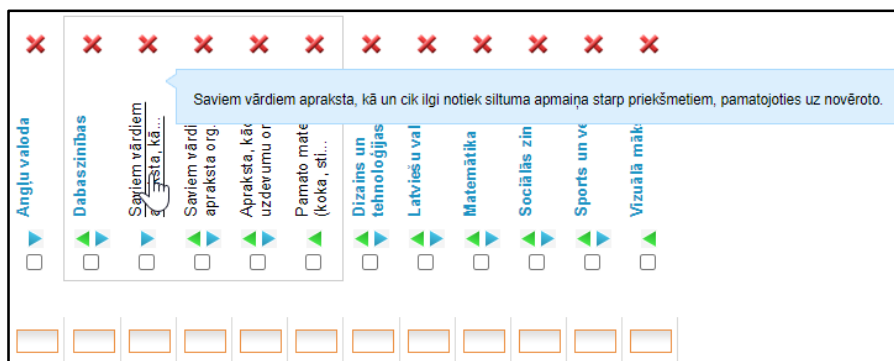 Saviem vārdiem apraksta, kā un cik ilgi notiek siltuma apmaiņa starp priekšmetiem, pamatojoties uz novēroto.
Angļu valoda
Dabaszinības
Saviem vārdiem
kā...
Saviem vārdi
apraksta org.
Apraksta, kād
uzdevumu or
Pamato mate
(koka, sti...
Dizains un
tehnoloģijas
Latviešu val
Matemātika
Sociālās zin
Sports un ve
Vizuālā māks